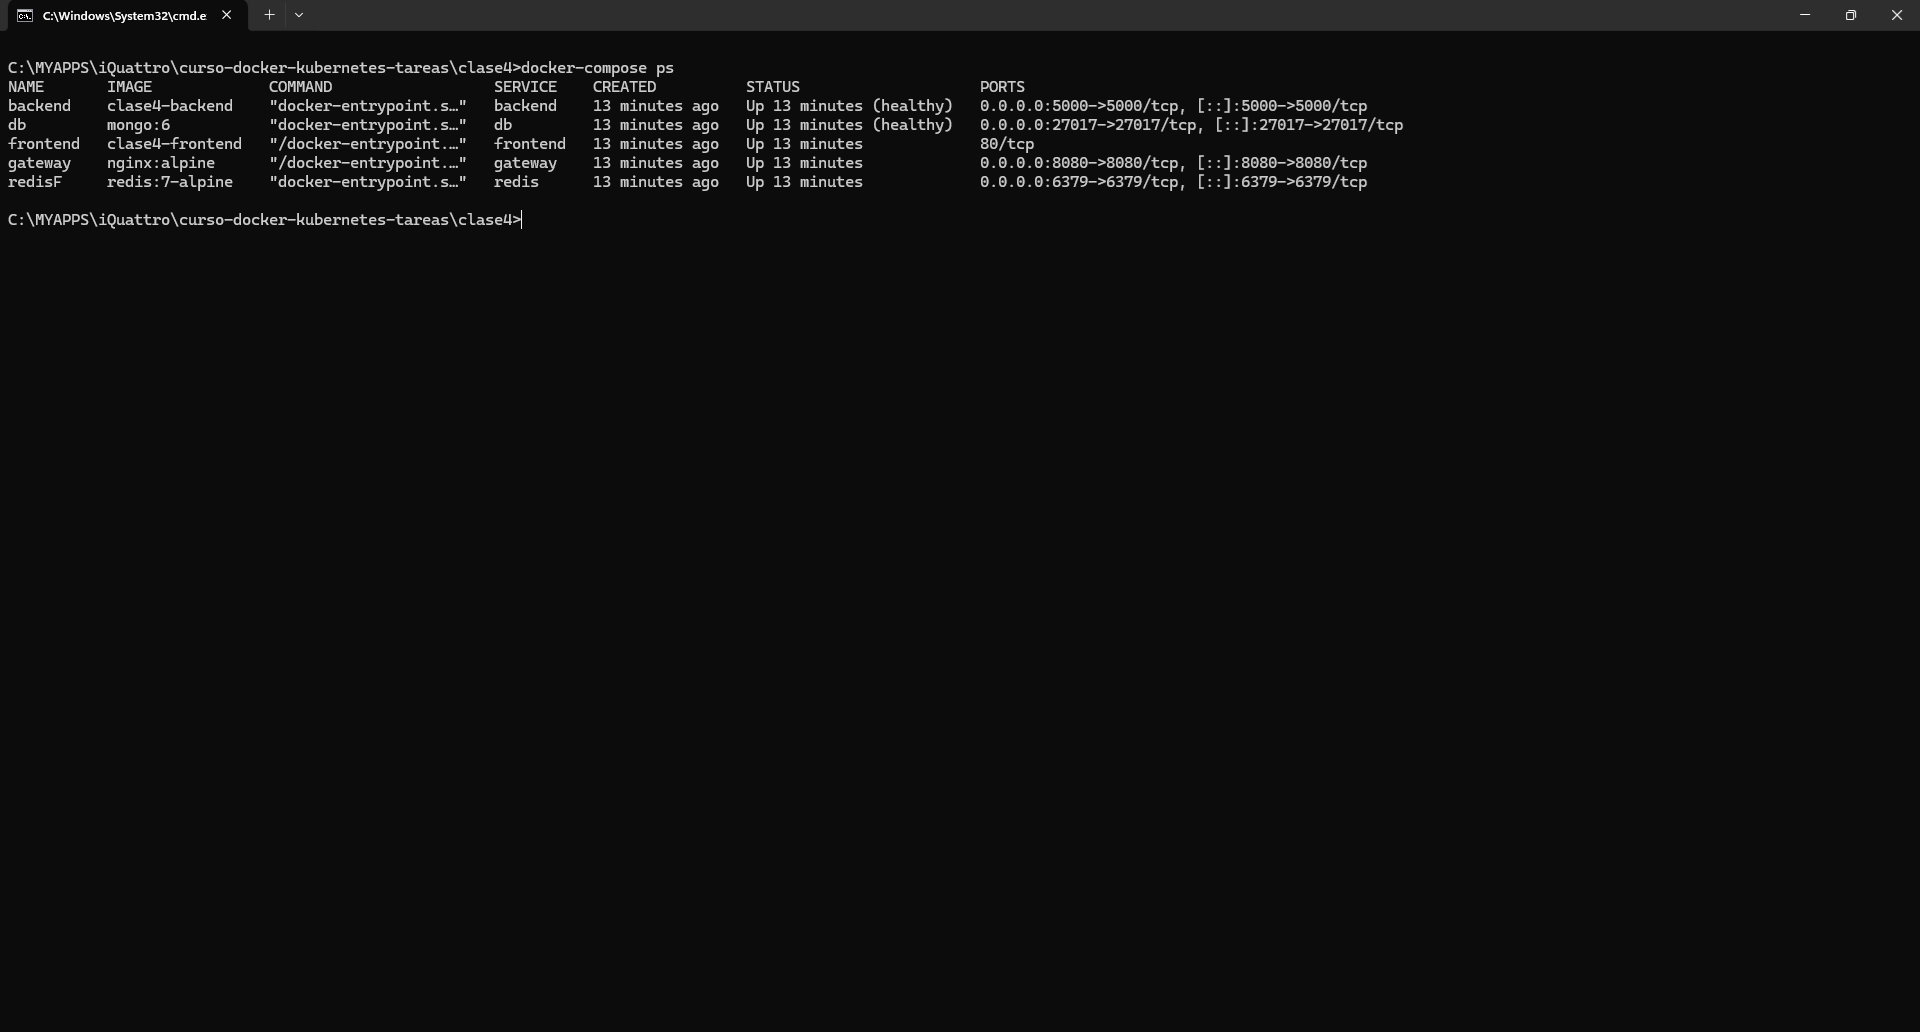 C:\Windows\System32\cmd.e
C:\MYAPPS\iQuattro\curso-docker-kubernetes-tareas\clase4>docker-compose ps
NAME IMAGE COMMAND SERVICE CREATED STATUS PORTS
backend clase4-backend "docker-entrypoint.s…" backend 13 minutes ago Up 13 minutes (healthy) 0.0.0.0:5000->5000/tcp, [::]:5000->5000/tcp
db mongo:6 "docker-entrypoint.s…" db 13 minutes ago Up 13 minutes (healthy) 0.0.0.0:27017->27017/tcp, [::]:27017->27017/tcp
frontend clase4-frontend "/docker-entrypoint.…" frontend 13 minutes ago Up 13 minutes 80/tcp
gateway nginx:alpine "/docker-entrypoint.…" gateway 13 minutes ago Up 13 minutes 0.0.0.0:8080->8080/tcp, [::]:8080->8080/tcp
redisF redis:7-alpine "docker-entrypoint.s…" redis 13 minutes ago Up 13 minutes 0.0.0.0:6379->6379/tcp, [::]:6379->6379/tcp
C:\MYAPPS\iQuattro\curso-docker-kubernetes-tareas\clase4>